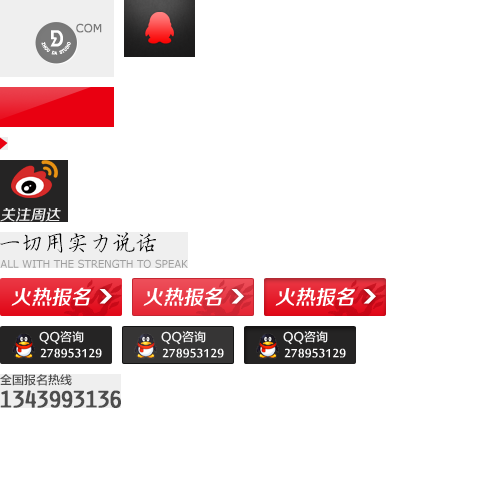 COM
ZHOU DA STUDIO
关注周达
一切用实力说话
ALL WITH THE STRENGTH TO SPEAK
火热报名
火热报名
火热报名
QQ咨询
278953129
QQ咨询
278953129
QQ咨询
278953129
全国报名热线
1343993136